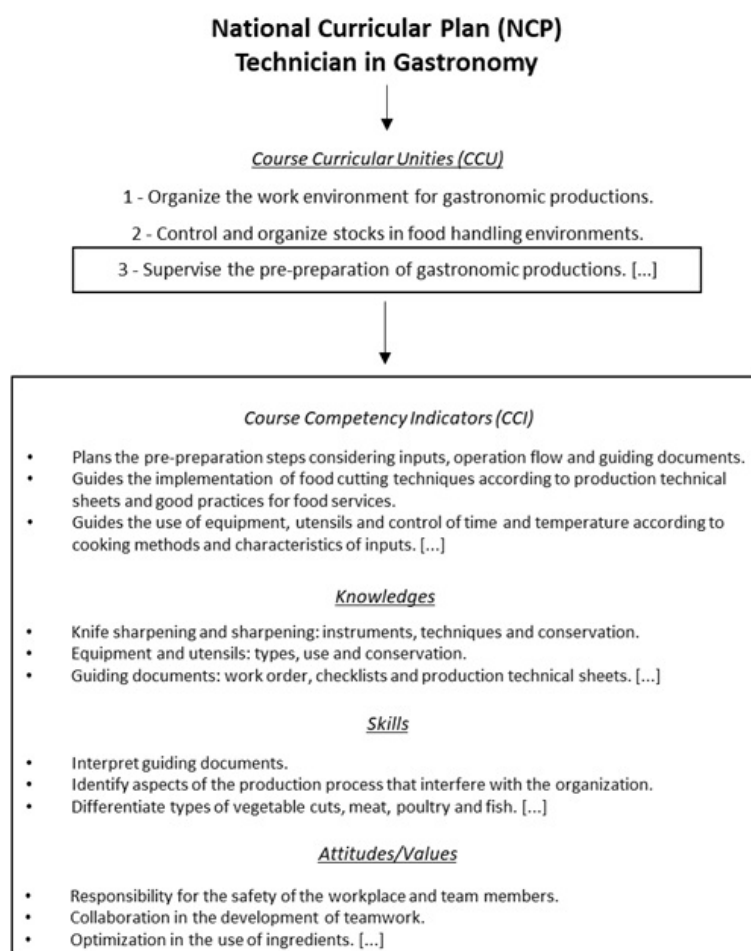 National Curricular Plan (NCP)
Technician in Gastronomy
Course Curricular Unities (CCU)
1 - Organize the work environment for gastronomic productions.
2 - Control and organize stocks in food handling environments.
3 - Supervise the pre-preparation of gastronomic productions. [...]
Course Competency Indicators (CCI)
• Plans the pre-preparation steps considering inputs, operation flow and guiding documents.
• Guides the implementation of food cutting techniques according to production technical
sheets and good practices for food services.
• Guides the use of equipment, utensils and control of time and temperature according to
cooking methods and characteristics of inputs. [...]
Knowledges
• Knife sharpening and sharpening: instruments, techniques and conservation.
• Equipment and utensils: types, use and conservation.
• Guiding documents: work order, checklists and production technical sheets. [...]
Skills
• Interpret guiding documents.
• Identify aspects of the production process that interfere with the organization.
• Differentiate types of vegetable cuts, meat, poultry and fish. [...]
Attitudes/Values
• Responsibility for the safety of the workplace and team members.
• Collaboration in the development of teamwork.
• Optimization in the use of ingredients. [...]